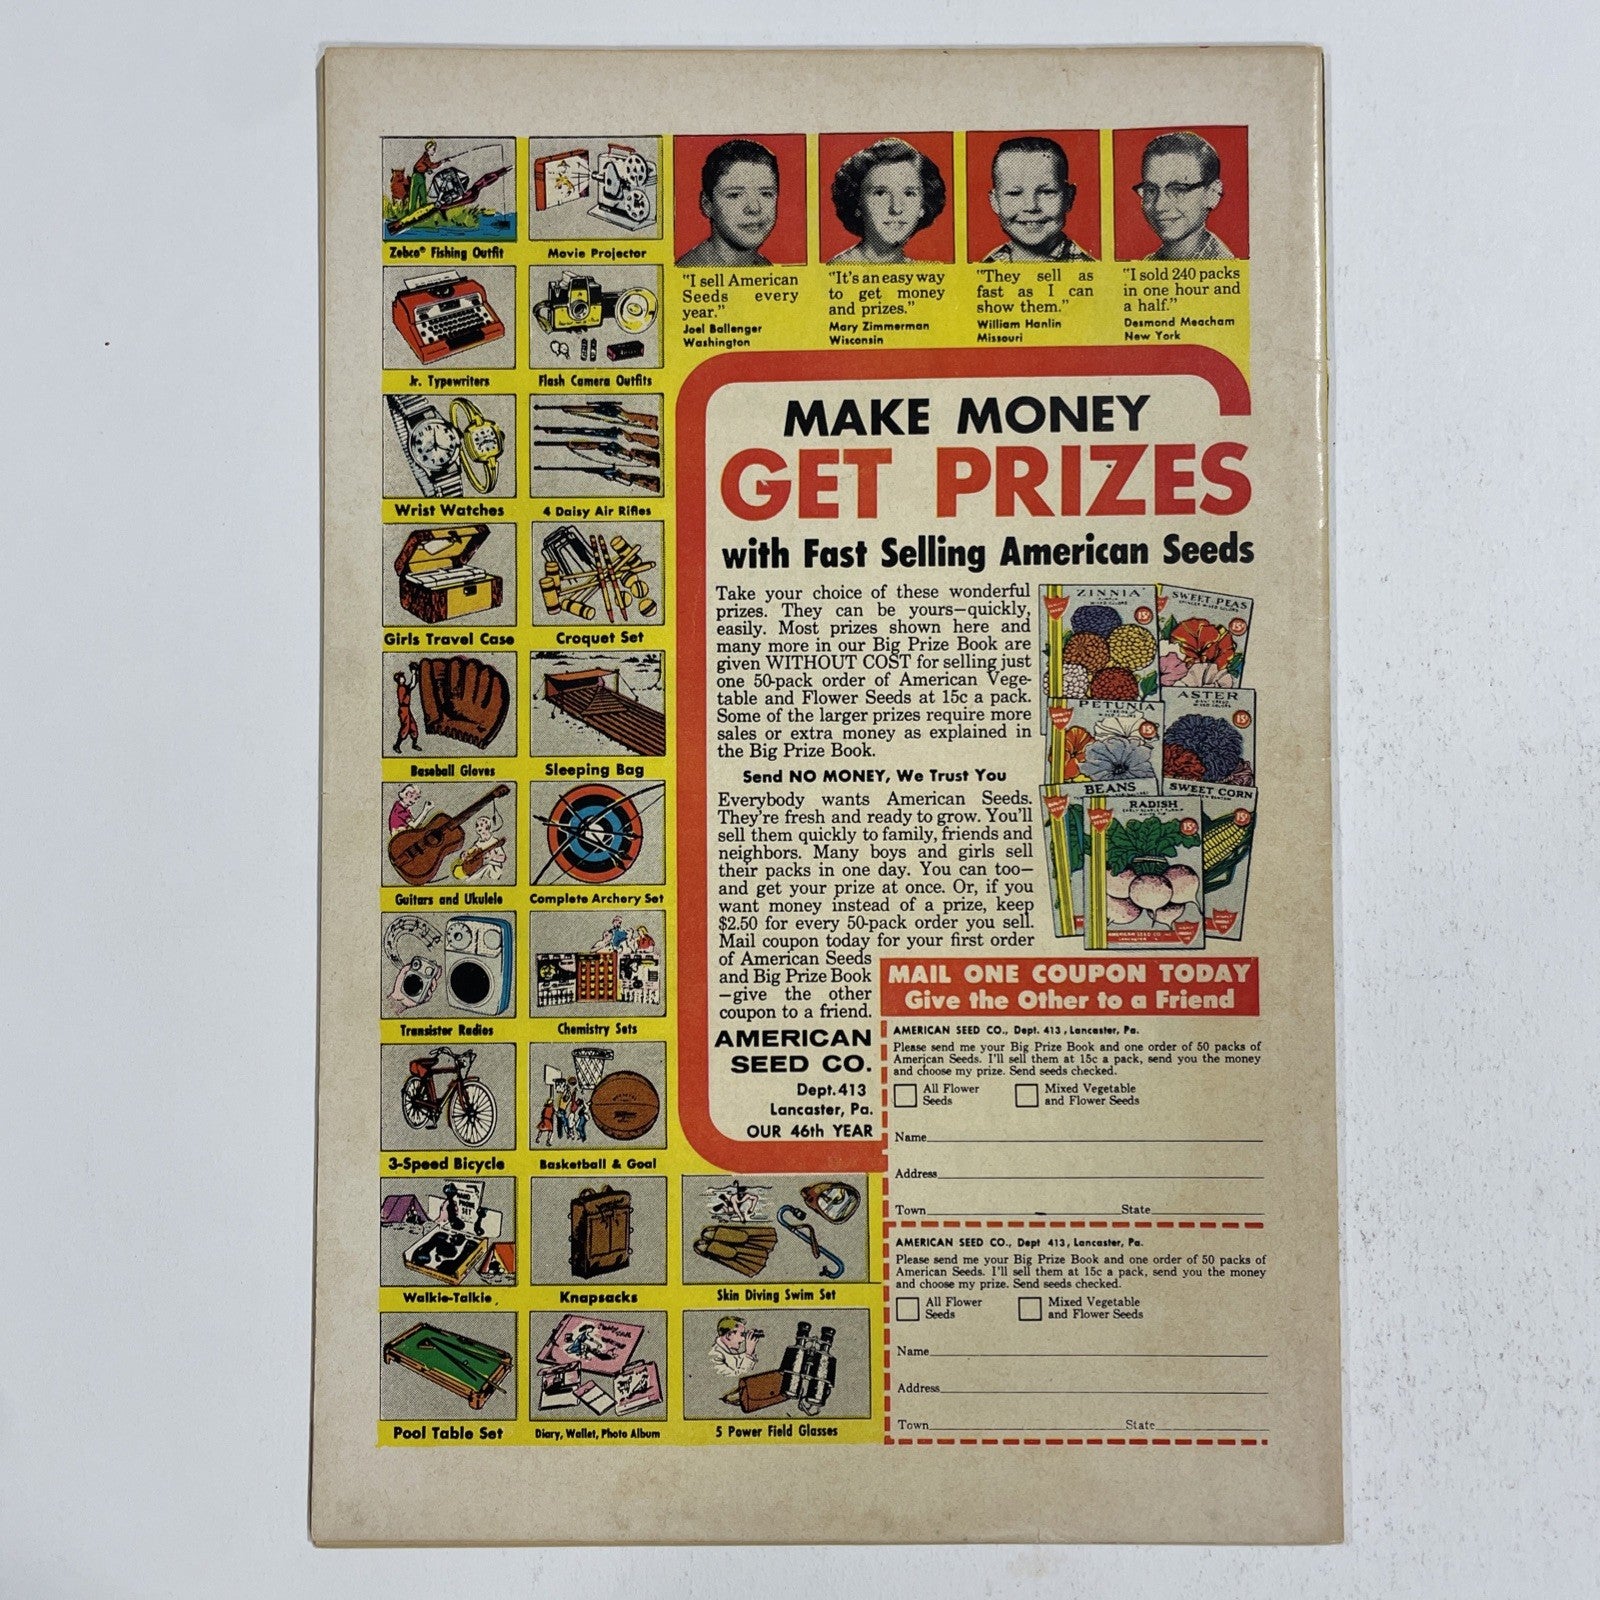 Zebco® Fishing Outfit
Movie Projector
Jr. Typewriters
Flash Camera Outfits
Wrist Watches
4 Daisy Air Rifles
Girls Travel Case
Croquet Set
Baseball Gloves
Sleeping Bag
Guitars and Ukulele
Complete Archery Set
Transistor Radios
Chemistry Sets
3-Speed Bicycle
Basketball & Goal
Walkie-Talkie
Knapsacks
Skin Diving Swim Set
Pool Table Set
Diary, Wallet, Photo Album
5 Power Field Glasses
"I sell American
Seeds every
year."
Joel Ballenger
Washington
"It's an easy way
to get money
and prizes."
Mary Zimmerman
Wisconsin
"They sell as
fast as I can
show them."
William Hanlin
Missouri
"I sold 240 packs
in one hour and
a half."
Desmond Meacham
New York
MAKE MONEY
GET PRIZES
with Fast Selling American Seeds
Take your choice of these wonderful
prizes. They can be yours—quickly,
easily. Most prizes shown here and
many more in our Big Prize Book are
given WITHOUT COST for selling just
one 50-pack order of American Vege-
table and Flower Seeds at 15c a pack.
Some of the larger prizes require more
sales or extra money as explained in
the Big Prize Book.
Send NO MONEY, We Trust You
Everybody wants American Seeds.
They're fresh and ready to grow. You'll
sell them quickly to family, friends and
neighbors. Many boys and girls sell
their packs in one day. You can too—
and get your prize at once. Or, if you
want money instead of a prize, keep
$2.50 for every 50-pack order you sell.
Mail coupon today for your first order
of American Seeds
and Big Prize Book
—give the other
coupon to a friend.
AMERICAN
SEED CO.
Dept. 413
Lancaster, Pa.
OUR 46th YEAR
ZINNIA
15¢
SWEET PEAS
15¢
PETUNIA
15¢
ASTER
15¢
BEANS
SWEET CORN
15¢
RADISH
15¢
AMERICAN SEED CO.
LANCASTER, PA.
MAIL ONE COUPON TODAY
Give the Other to a Friend
AMERICAN SEED CO., Dept. 413, Lancaster, Pa.
Please send me your Big Prize Book and one order of 50 packs of
American Seeds. I'll sell them at 15c a pack, send you the money
and choose my prize. Send seeds checked.
All Flower
Seeds
Mixed Vegetable
and Flower Seeds
Name
Address
Town State
AMERICAN SEED CO., Dept 413, Lancaster, Pa.
Please send me your Big Prize Book and one order of 50 packs of
American Seeds. I'll sell them at 15c a pack, send you the money
and choose my prize. Send seeds checked.
All Flower
Seeds
Mixed Vegetable
and Flower Seeds
Name
Address
Town State